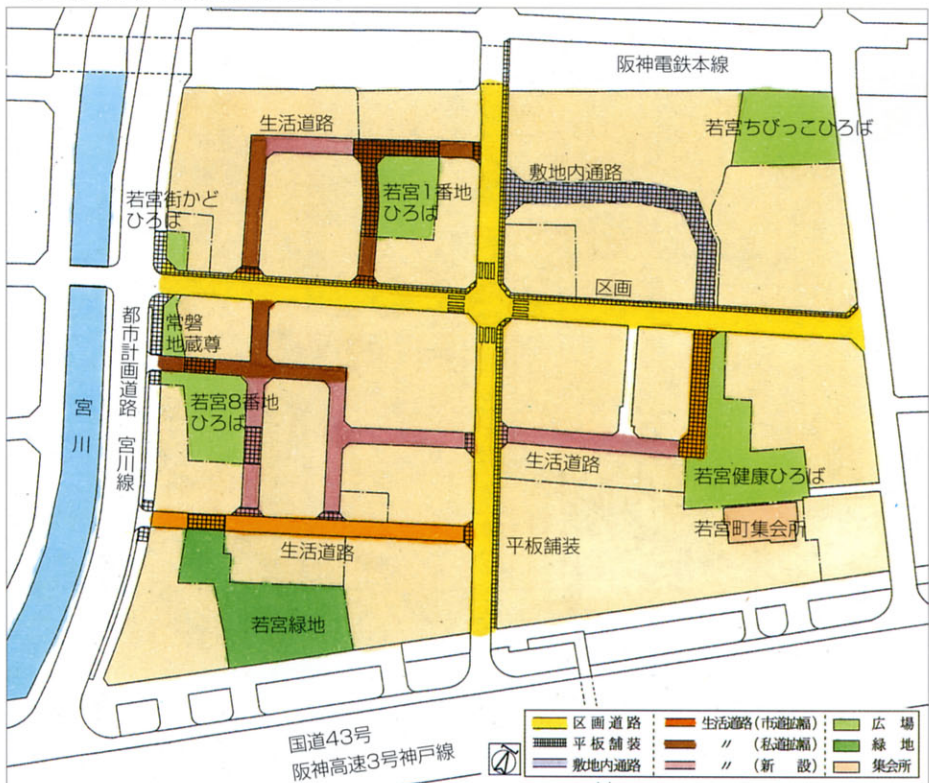 阪神電鉄本線
生活道路
若宮ちびっこひろば
敷地内通路
若宮1番地
ひろば
若宮街かど
ひろば
区画
常磐
地蔵尊
都市計画道路 宮川線
宮川
若宮8番地
ひろば
生活道路
若宮健康ひろば
若宮町集会所
生活道路
平板舗装
若宮緑地
国道43号
阪神高速3号神戸線
区画道路
平板舗装
敷地内通路
生活道路(市道拡幅)
〃 (私道拡幅)
〃 (新設)
広場
緑地
集会所